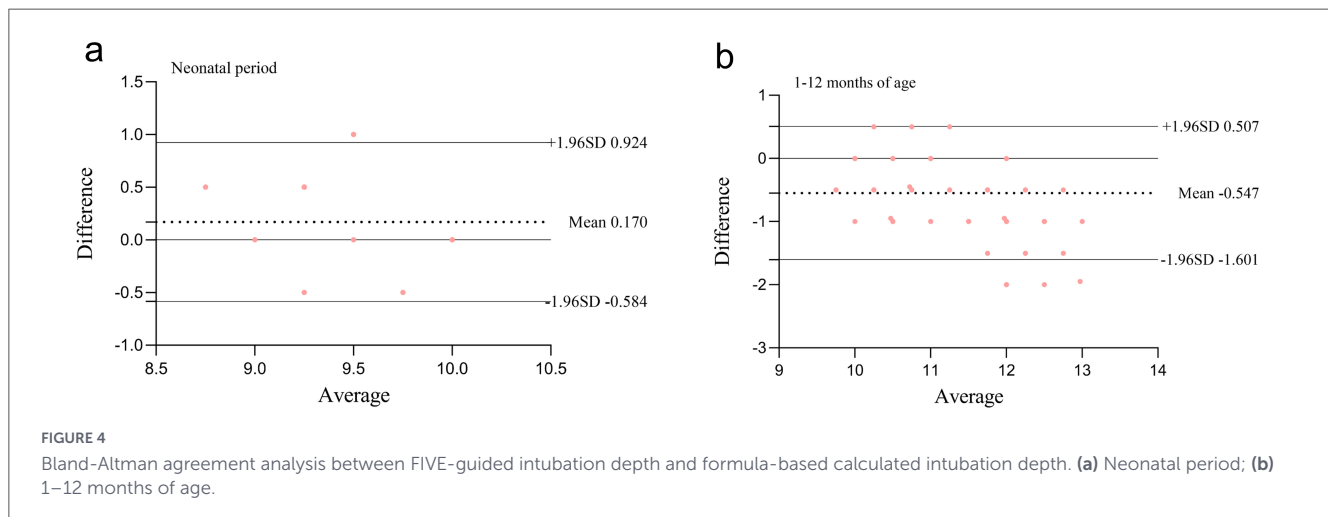 a
Neonatal period
1.5
1.0
0.5
0.0
-0.5
-1.0
Difference
+1.96SD 0.924
Mean 0.170
-1.96SD -0.584
8.5 9.0 9.5 10.0 10.5
Average
b
1-12 months of age
1
0
-1
-2
-3
Difference
+1.96SD 0.507
Mean -0.547
-1.96SD -1.601
9 10 11 12 13 14
Average
FIGURE 4
Bland-Altman agreement analysis between FIVE-guided intubation depth and formula-based calculated intubation depth. (a) Neonatal period; (b)
1–12 months of age.